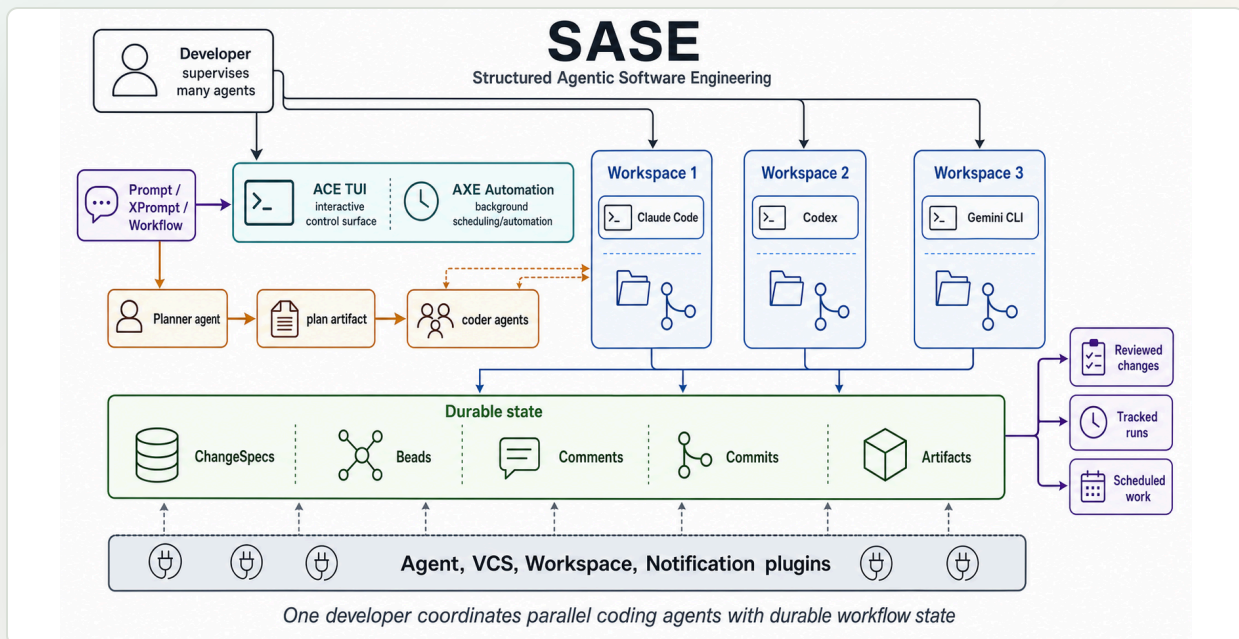 SASE
Structured Agentic Software Engineering
Developer
supervises
many agents
Prompt /
XPrompt /
Workflow
>_
ACE TUI
interactive
control surface
AXE Automation
background
scheduling/automation
Workspace 1
>_
Claude Code
Workspace 2
>_
Codex
Workspace 3
>_
Gemini CLI
Planner agent
plan artifact
coder agents
Durable state
ChangeSpecs
Beads
Comments
Commits
Artifacts
Reviewed
changes
Tracked
runs
Scheduled
work
Agent, VCS, Workspace, Notification plugins
One developer coordinates parallel coding agents with durable workflow state